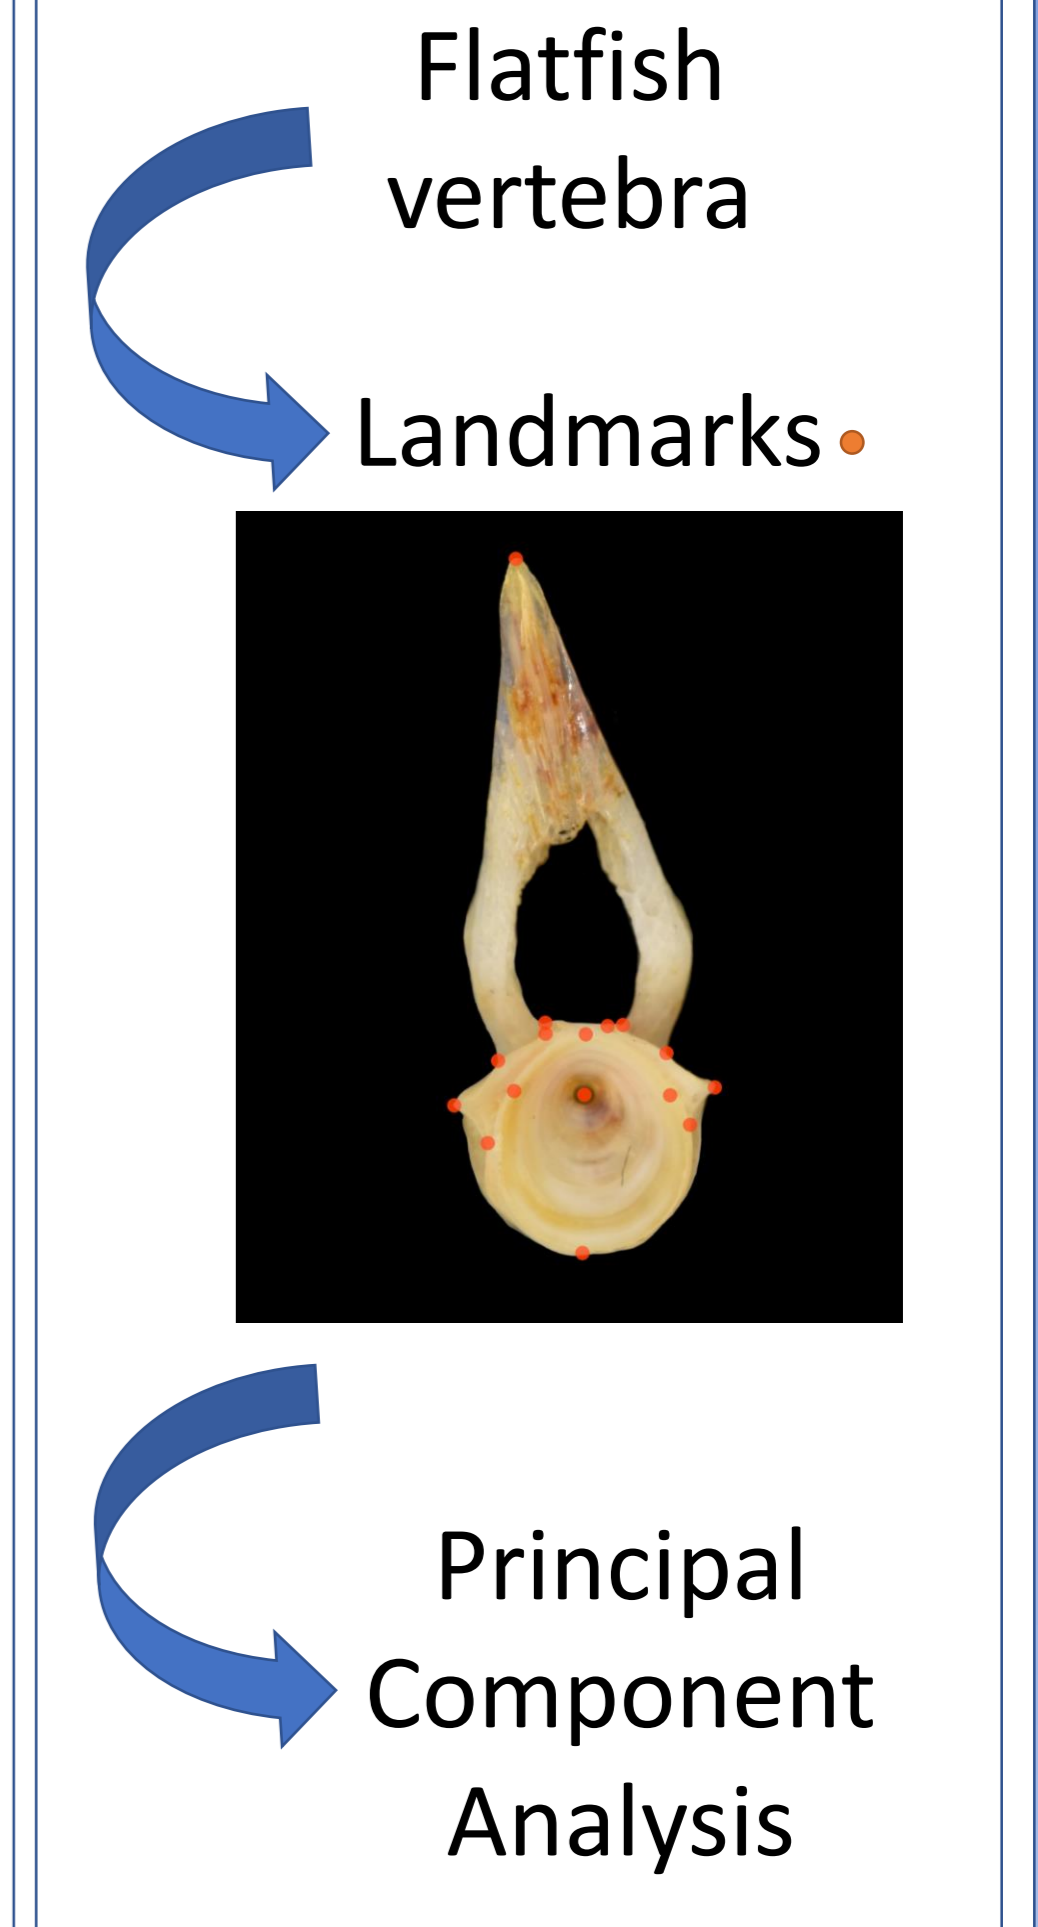 Flatfish
vertebra
Landmarks
Principal
Component
Analysis